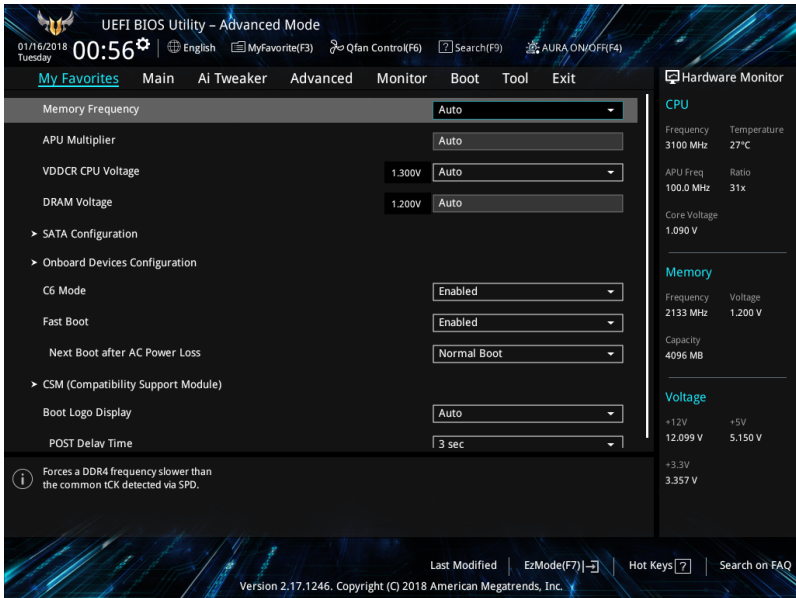 UEFI BIOS Utility – Advanced Mode
01/16/2018
Tuesday
00:56
English
MyFavorite(F3)
Qfan Control(F6)
? Search(F9)
AURA ON/OFF(F4)
My Favorites Main Ai Tweaker Advanced Monitor Boot Tool Exit
Memory Frequency Auto
APU Multiplier Auto
VDDCR CPU Voltage 1.300V Auto
DRAM Voltage 1.200V Auto
> SATA Configuration
> Onboard Devices Configuration
C6 Mode Enabled
Fast Boot Enabled
Next Boot after AC Power Loss Normal Boot
> CSM (Compatibility Support Module)
Boot Logo Display Auto
POST Delay Time 3 sec
i
Forces a DDR4 frequency slower than
the common tCK detected via SPD.
Hardware Monitor
CPU
Frequency Temperature
3100 MHz 27°C
APU Freq Ratio
100.0 MHz 31x
Core Voltage
1.090 V
Memory
Frequency Voltage
2133 MHz 1.200 V
Capacity
4096 MB
Voltage
+12V +5V
12.099 V 5.150 V
+3.3V
3.357 V
Last Modified EzMode(F7) Hot Keys ? Search on FAQ
Version 2.17.1246. Copyright (C) 2018 American Megatrends, Inc.